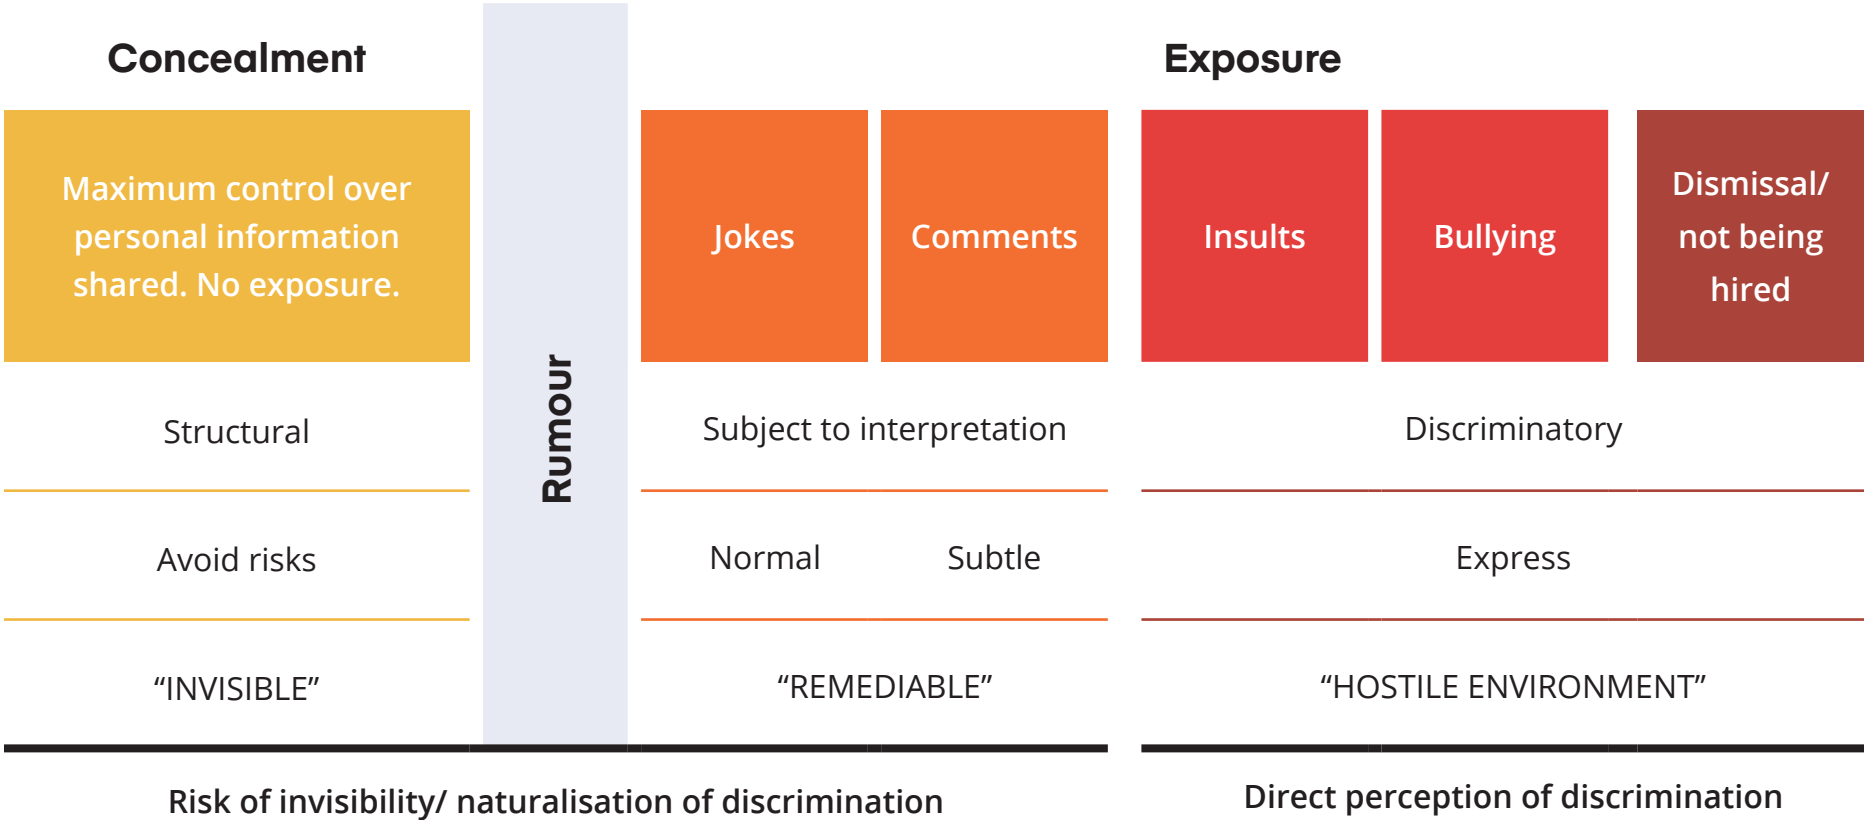 Concealment
Exposure
Maximum control over
personal information
shared. No exposure.
Rumour
Jokes
Comments
Insults
Bullying
Dismissal/
not being
hired
Structural
Subject to interpretation
Discriminatory
Avoid risks
Normal
Subtle
Express
“INVISIBLE”
“REMEDIABLE”
“HOSTILE ENVIRONMENT”
Risk of invisibility/ naturalisation of discrimination
Direct perception of discrimination